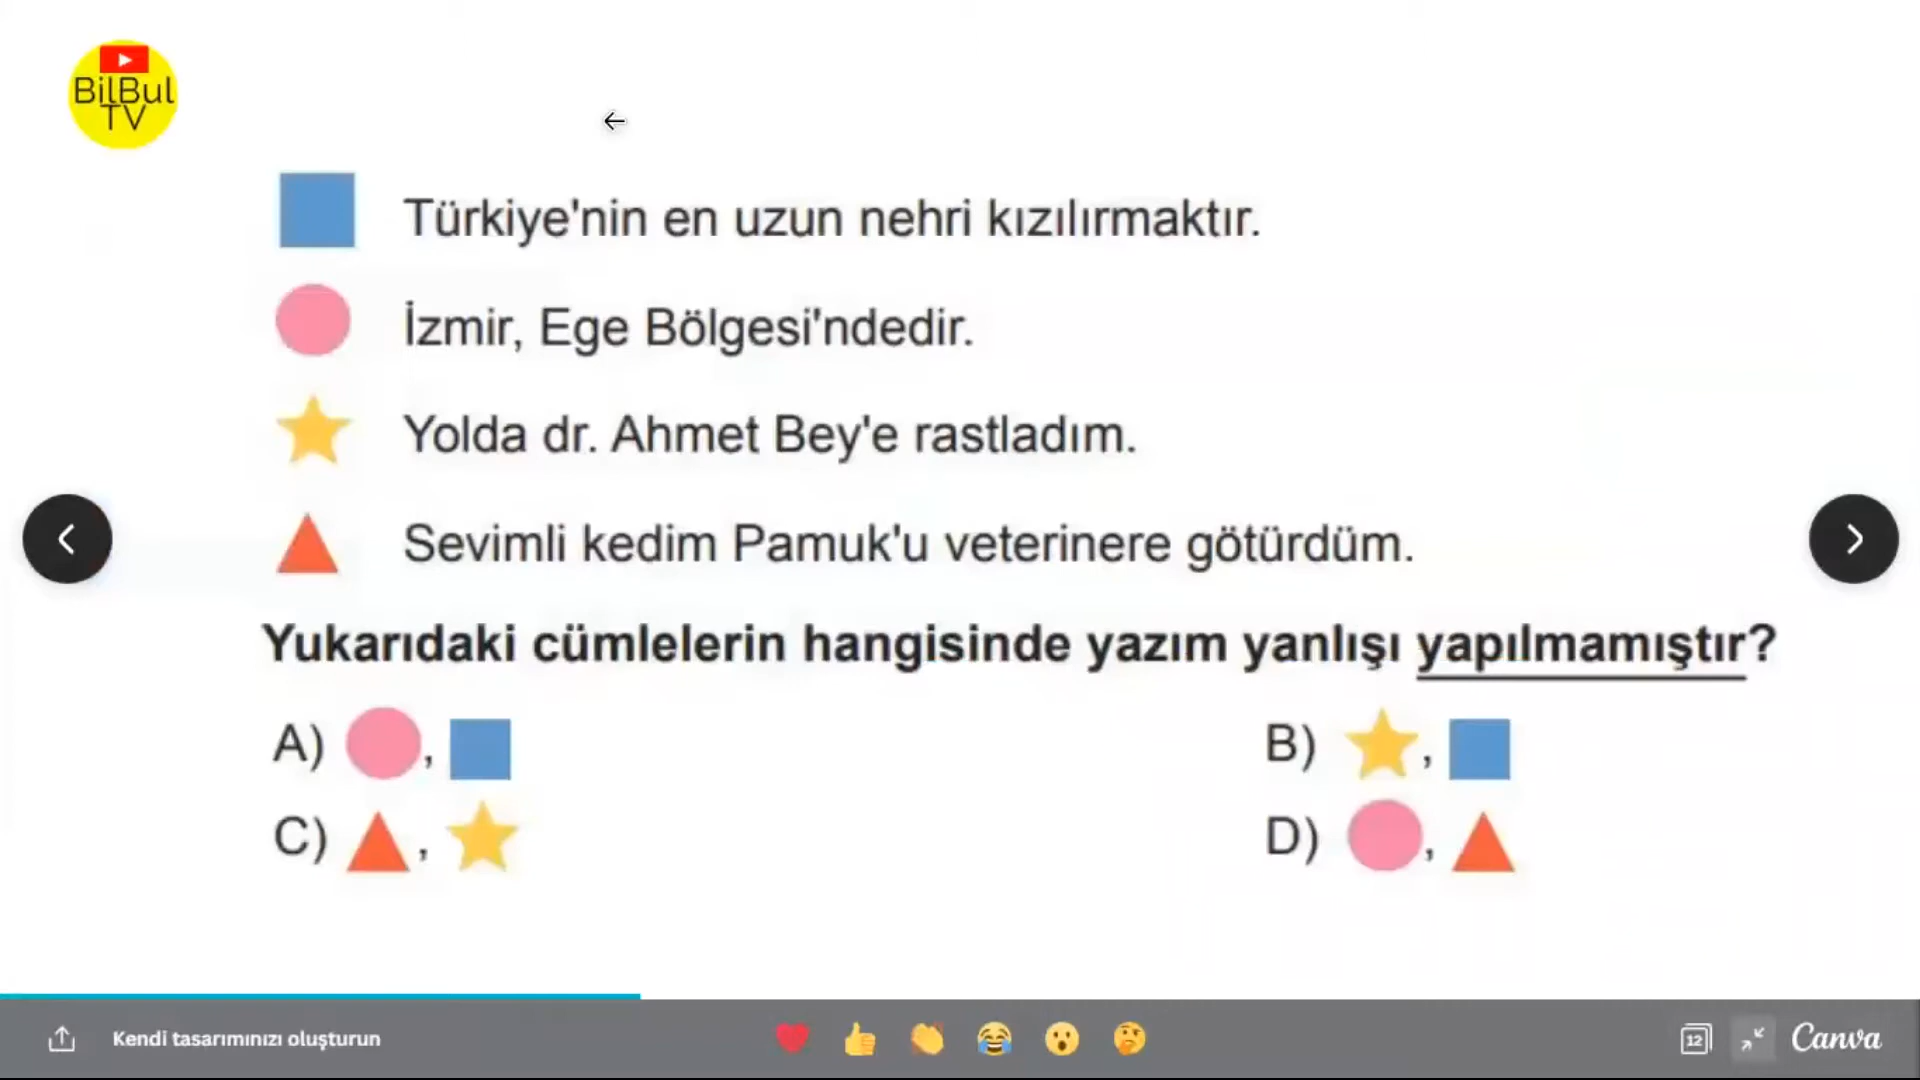 BilBul
TV
Türkiye'nin en uzun nehri kızılırmaktır.
İzmir, Ege Bölgesi'ndedir.
Yolda dr. Ahmet Bey'e rastladım.
Sevimli kedim Pamuk'u veterinere götürdüm.
Yukarıdaki cümlelerin hangisinde yazım yanlışı yapılmamıştır?
A) , B) ,
C) , D) ,
Kendi tasarımınızı oluşturun 12 Canva